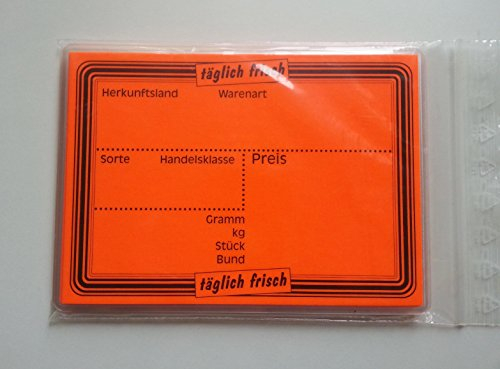 täglich frisch
Herkunftsland Warenart
Sorte Handelsklasse Preis
Gramm
kg
Stück
Bund
täglich frisch